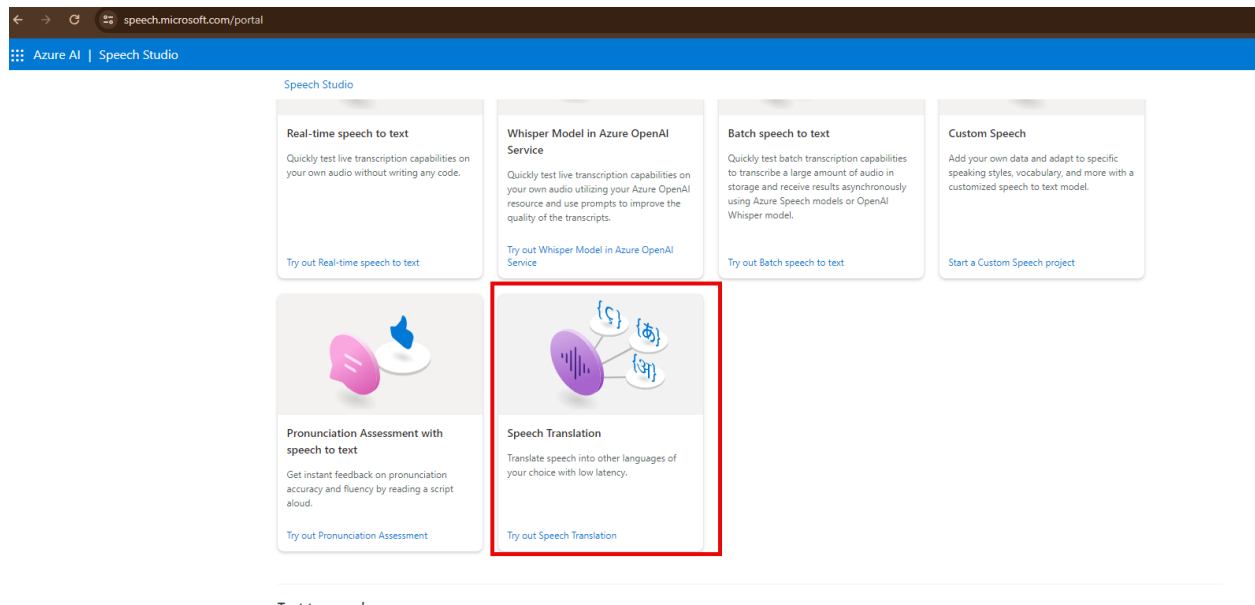 speech.microsoft.com/portal
Azure AI | Speech Studio
Speech Studio
Real-time speech to text
Quickly test live transcription capabilities on
your own audio without writing any code.
Try out Real-time speech to text
Whisper Model in Azure OpenAI
Service
Quickly test live transcription capabilities on
your own audio utilizing your Azure OpenAI
resource and use prompts to improve the
quality of the transcripts.
Try out Whisper Model in Azure OpenAI
Service
Batch speech to text
Quickly test batch transcription capabilities
to transcribe a large amount of audio in
storage and receive results asynchronously
using Azure Speech models or OpenAI
Whisper model.
Try out Batch speech to text
Custom Speech
Add your own data and adapt to specific
speaking styles, vocabulary, and more with a
customized speech to text model.
Start a Custom Speech project
Pronunciation Assessment with
speech to text
Get instant feedback on pronunciation
accuracy and fluency by reading a script
aloud.
Try out Pronunciation Assessment
{ç}
{あ}
{अ}
Speech Translation
Translate speech into other languages of
your choice with low latency.
Try out Speech Translation